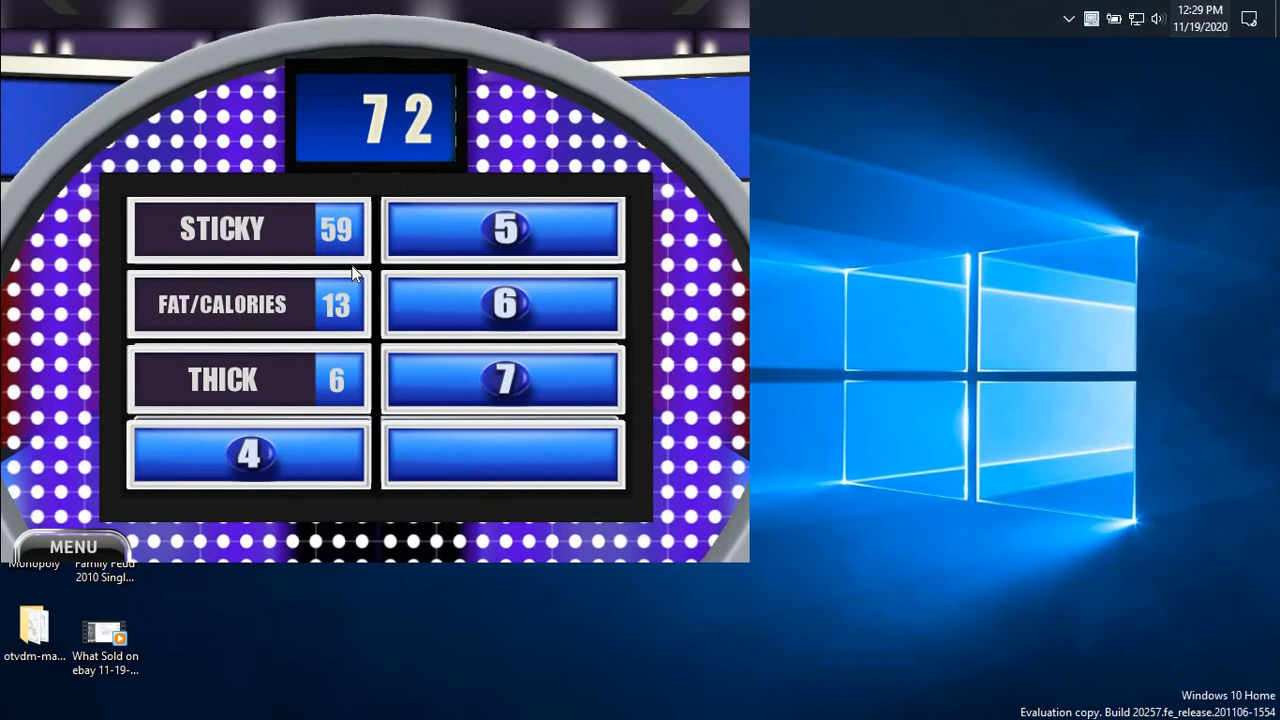 72
STICKY 59
5
FAT/CALORIES 13
6
THICK 6
7
4
MENU
Monopoly
Family Feud
2010 Singl...
otvdm-ma...
What Sold on
ebay 11-19-...
12:29 PM
11/19/2020
Windows 10 Home
Evaluation copy. Build 20257.fe_release.201106-1554